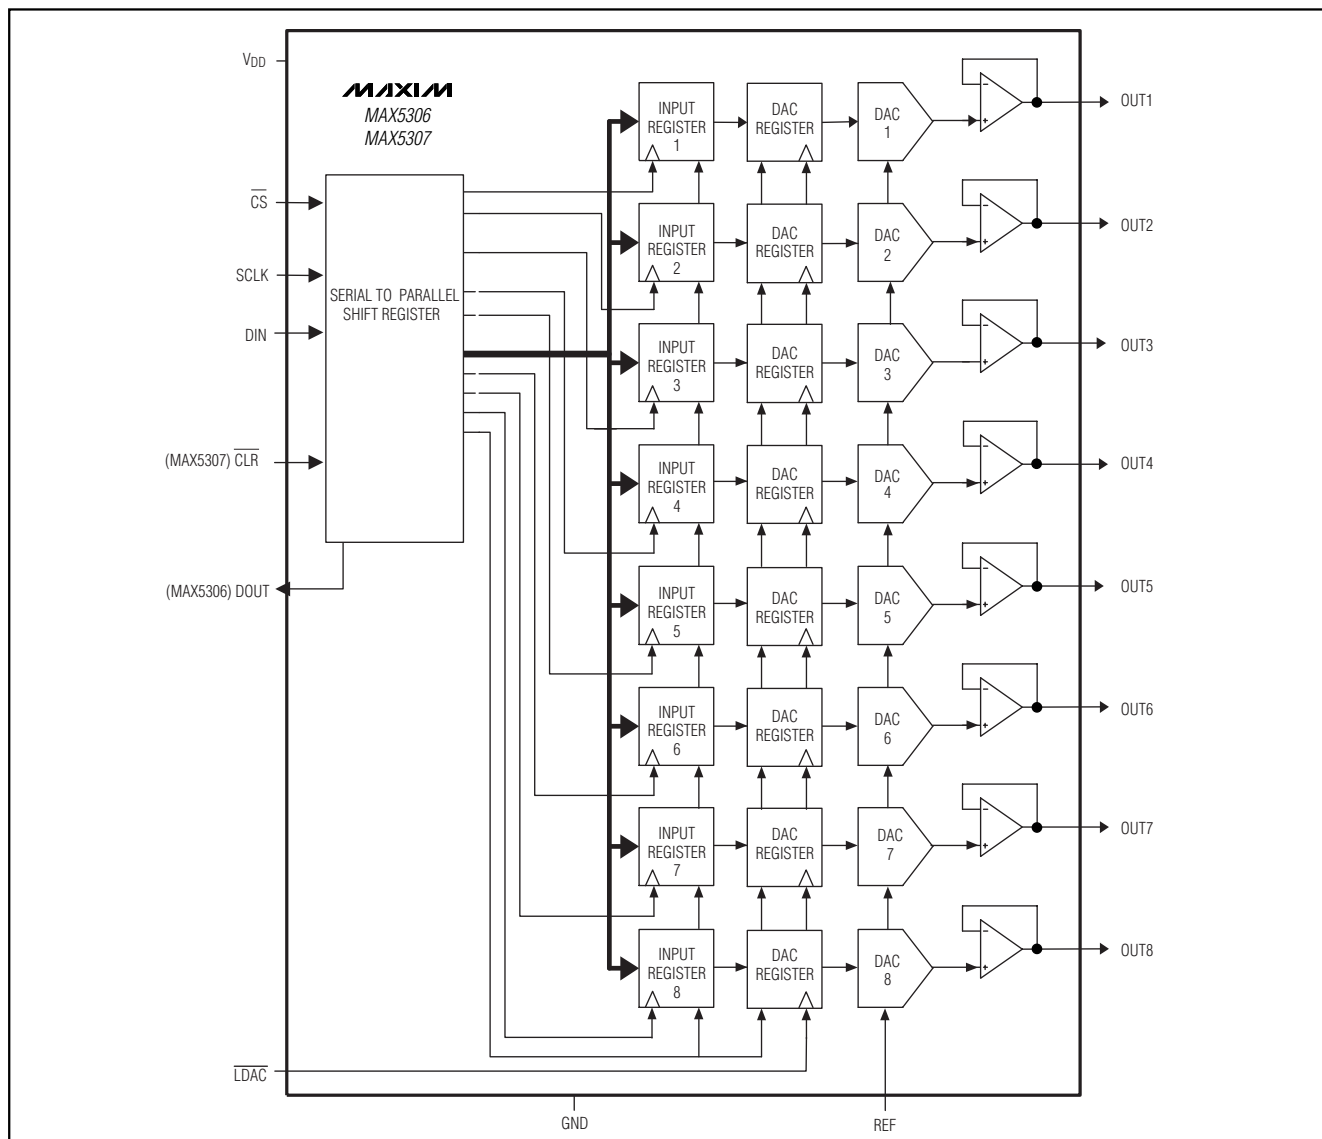 VDD
MAXIM
MAX5306
MAX5307
CS
SCLK
DIN
(MAX5307) CLR
(MAX5306) DOUT
LDAC
SERIAL TO PARALLEL
SHIFT REGISTER
INPUT
REGISTER
1
DAC
REGISTER
DAC
1
-
+
OUT1
INPUT
REGISTER
2
DAC
REGISTER
DAC
2
-
+
OUT2
INPUT
REGISTER
3
DAC
REGISTER
DAC
3
-
+
OUT3
INPUT
REGISTER
4
DAC
REGISTER
DAC
4
-
+
OUT4
INPUT
REGISTER
5
DAC
REGISTER
DAC
5
-
+
OUT5
INPUT
REGISTER
6
DAC
REGISTER
DAC
6
-
+
OUT6
INPUT
REGISTER
7
DAC
REGISTER
DAC
7
-
+
OUT7
INPUT
REGISTER
8
DAC
REGISTER
DAC
8
-
+
OUT8
GND
REF